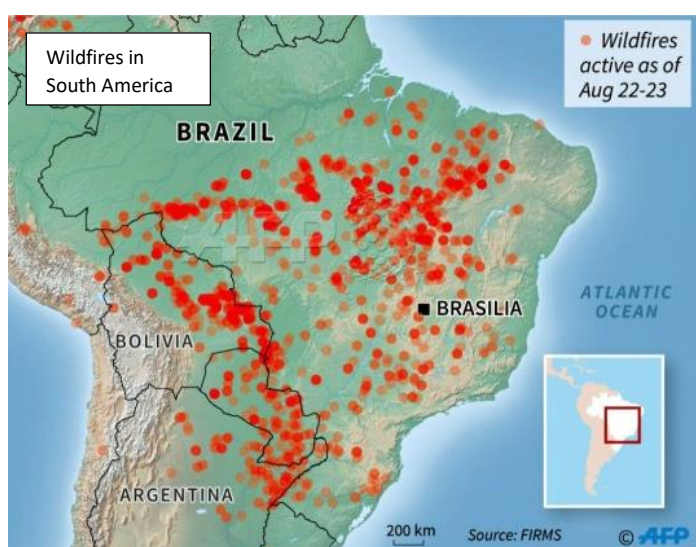 Wildfires in
South America
Wildfires
active as of
Aug 22-23
BRAZIL
AFP
BRASILIA
ATLANTIC
OCEAN
BOLIVIA
ARGENTINA
200 km
Source: FIRMS
© AFP